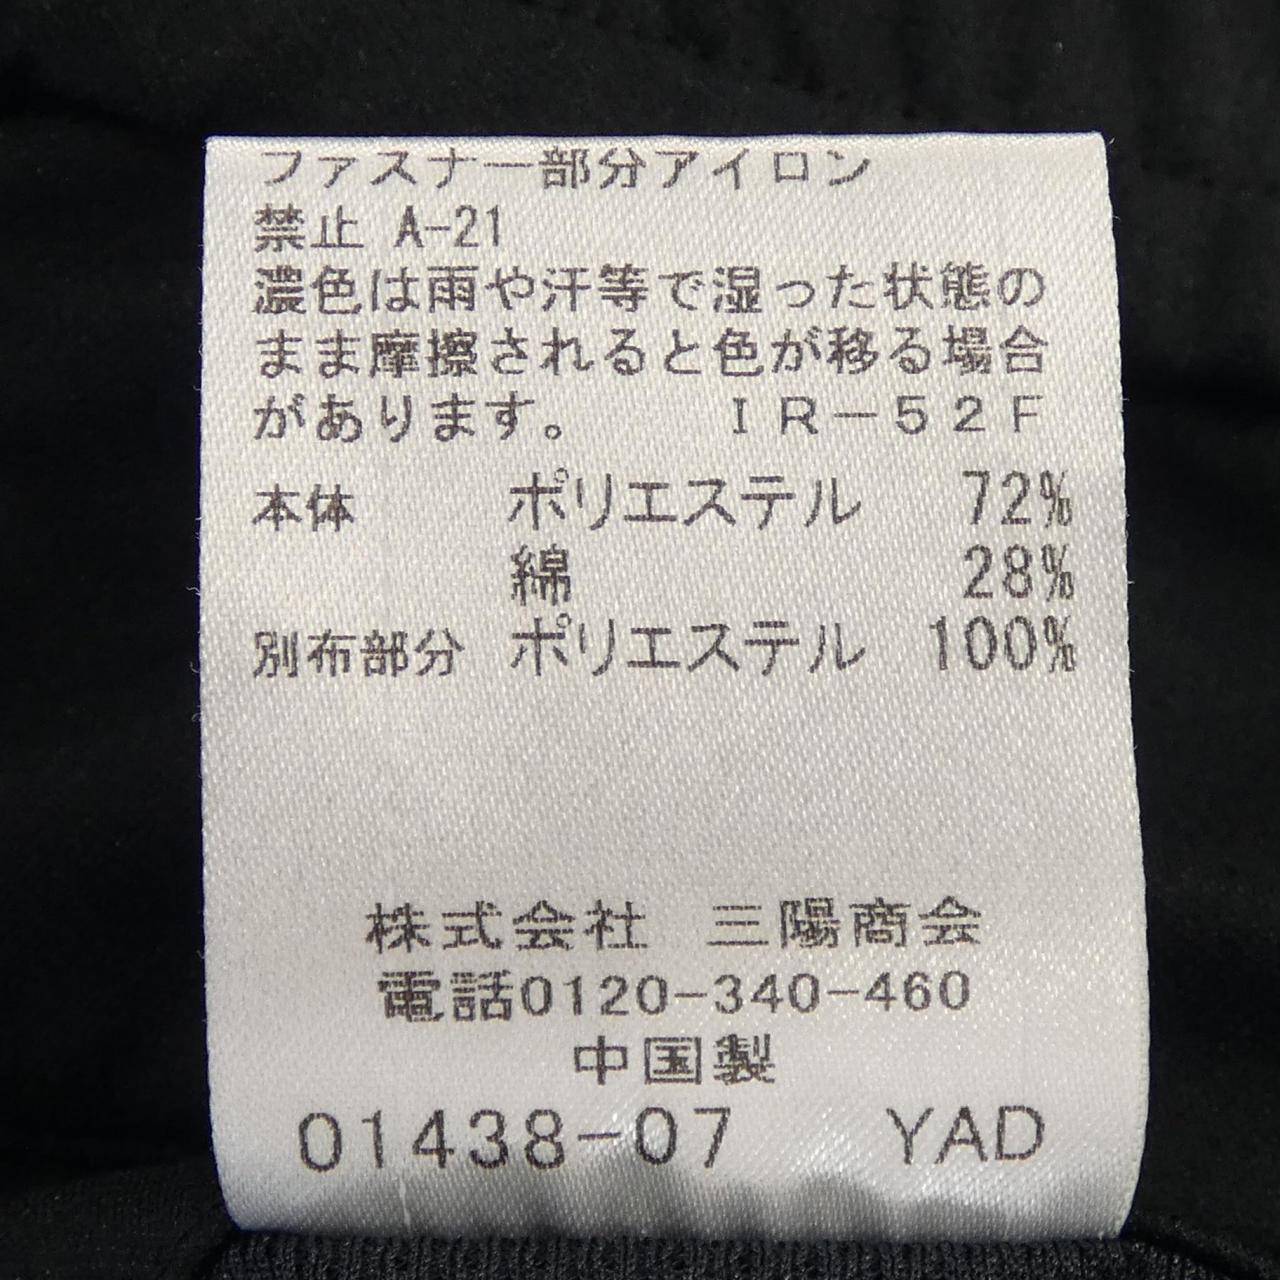 ファスナー部分アイロン
禁止 A-21
濃色は雨や汗等で湿った状態の
まま摩擦されると色が移る場合
があります。 IR-52F
本体 ポリエステル 72%
綿 28%
別布部分 ポリエステル 100%
株式会社 三陽商会
電話0120-340-460
中国製
01438-07 YAD